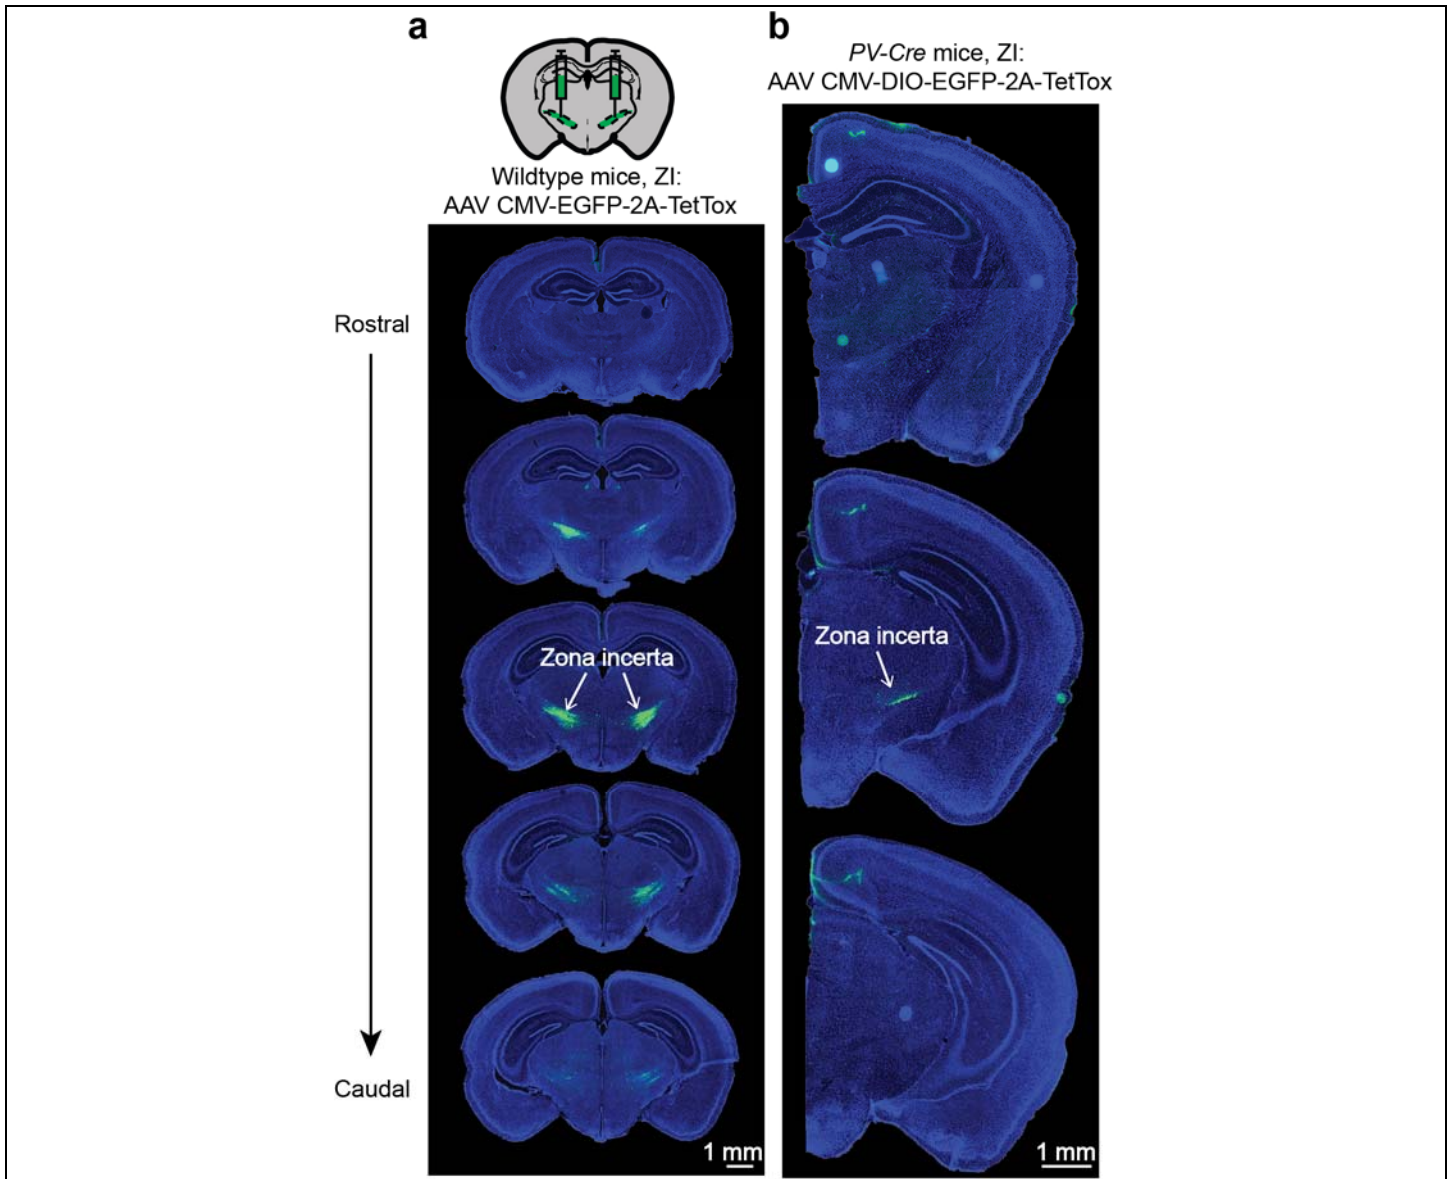 a
Wildtype mice, ZI:
AAV CMV-EGFP-2A-TetTox
Rostral
Zona incerta
Caudal
1 mm
b
PV-Cre mice, ZI:
AAV CMV-DIO-EGFP-2A-TetTox
Zona incerta
1 mm